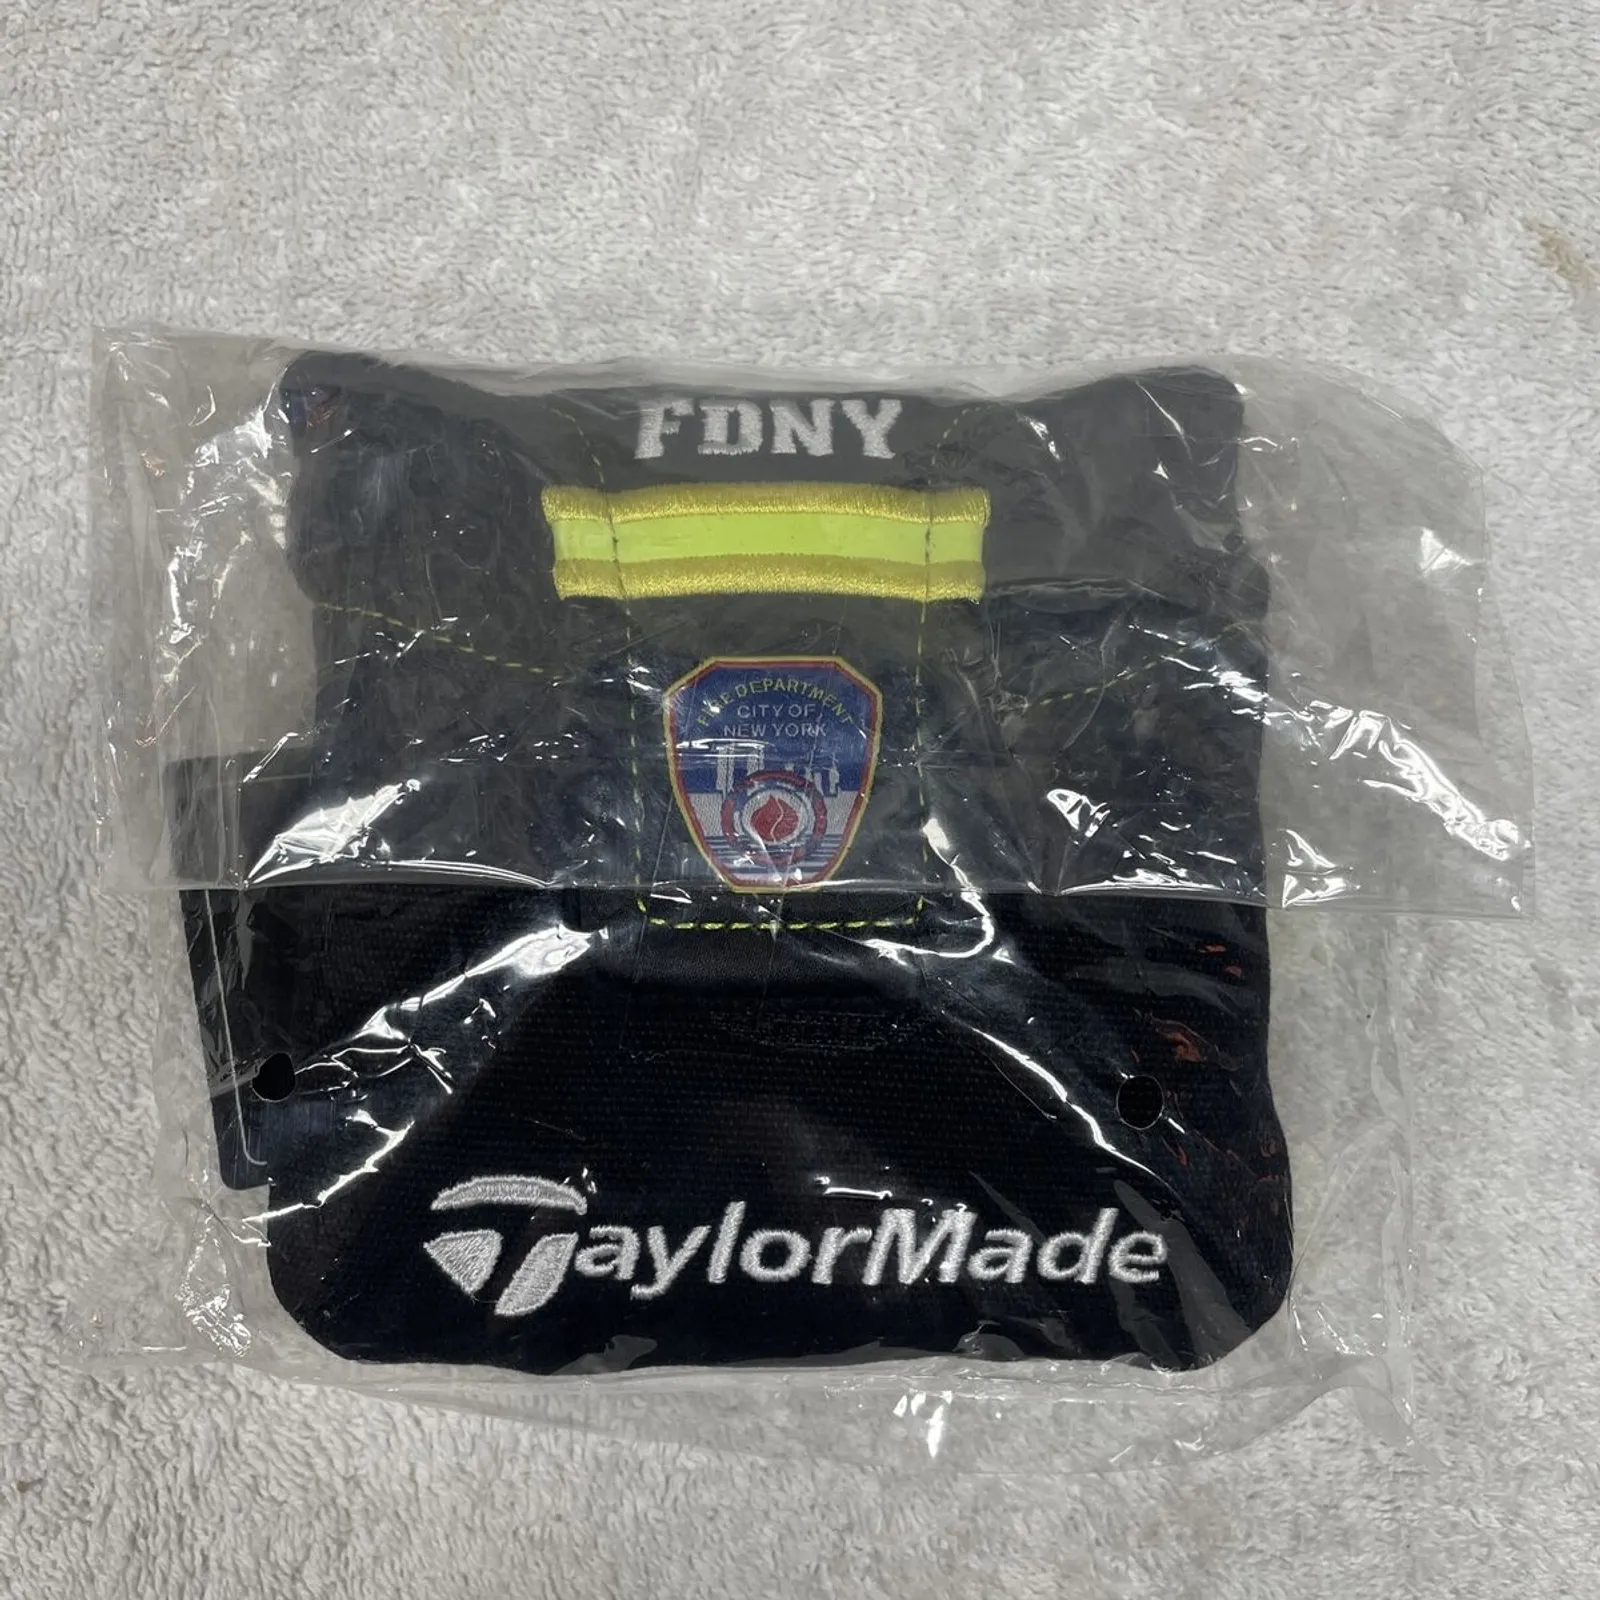 FDNY
FIRE DEPARTMENT
CITY OF
NEW YORK
TaylorMade